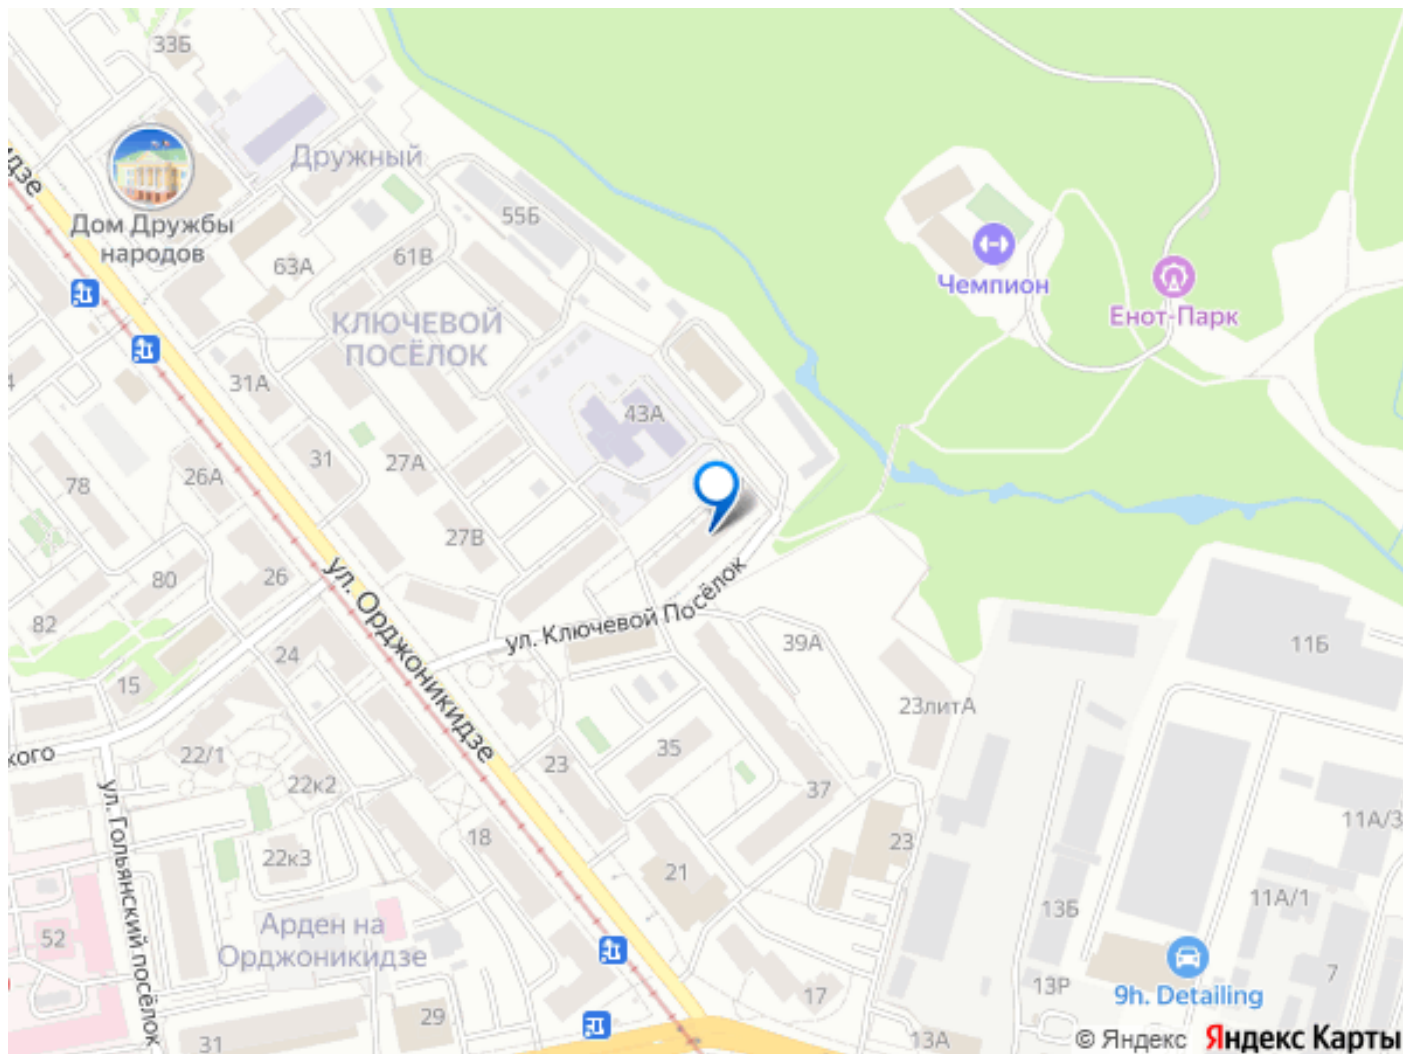 33Б
Дружный
Дом Дружбы
народов
дзе
63А
61В
55Б
Чемпион
Енот-Парк
КЛЮЧЕВОЙ
ПОСЁЛОК
31А
43А
4
31
27А
26А
78
27В
26
80
82
ул. Орджоникидзе
ул. Ключевой Посёлок
39А
11Б
24
15
23литА
22/1
кого
22к2
23
35
37
ул. Гольянский посёлок
18
22к3
21
23
11А/3
11А/1
13Б
52
Арден на
Орджоникидзе
7
13Р
9h. Detailing
17
29
31
13А
© Яндекс Яндекс Карты